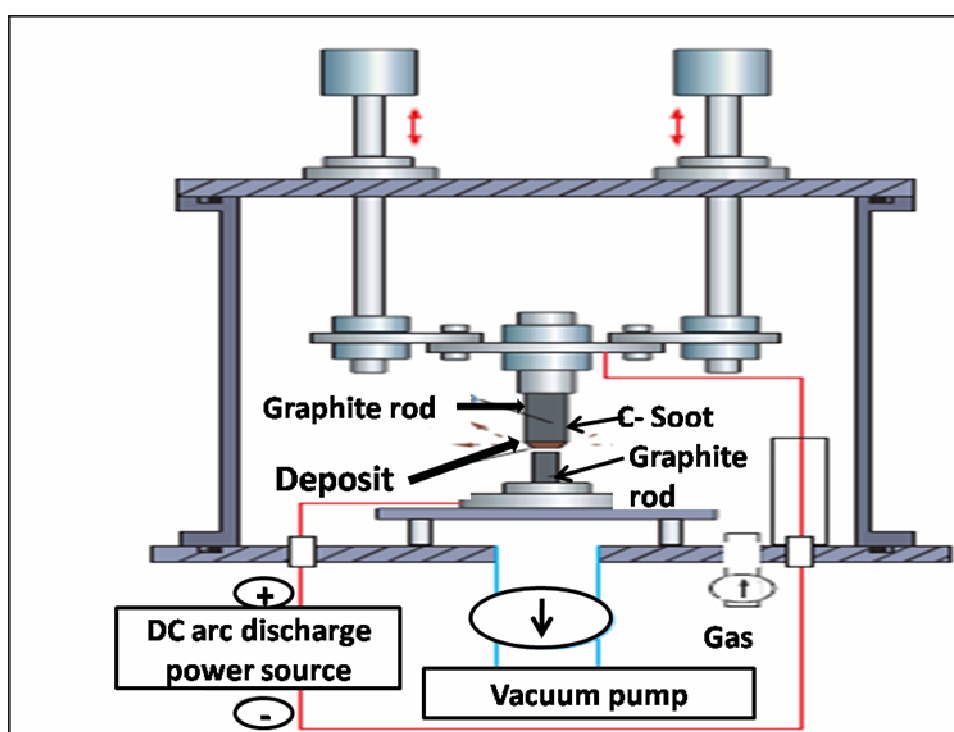 Graphite rod
C- Soot
Deposit
Graphite
rod
+
DC arc discharge
power source
-
Gas
Vacuum pump